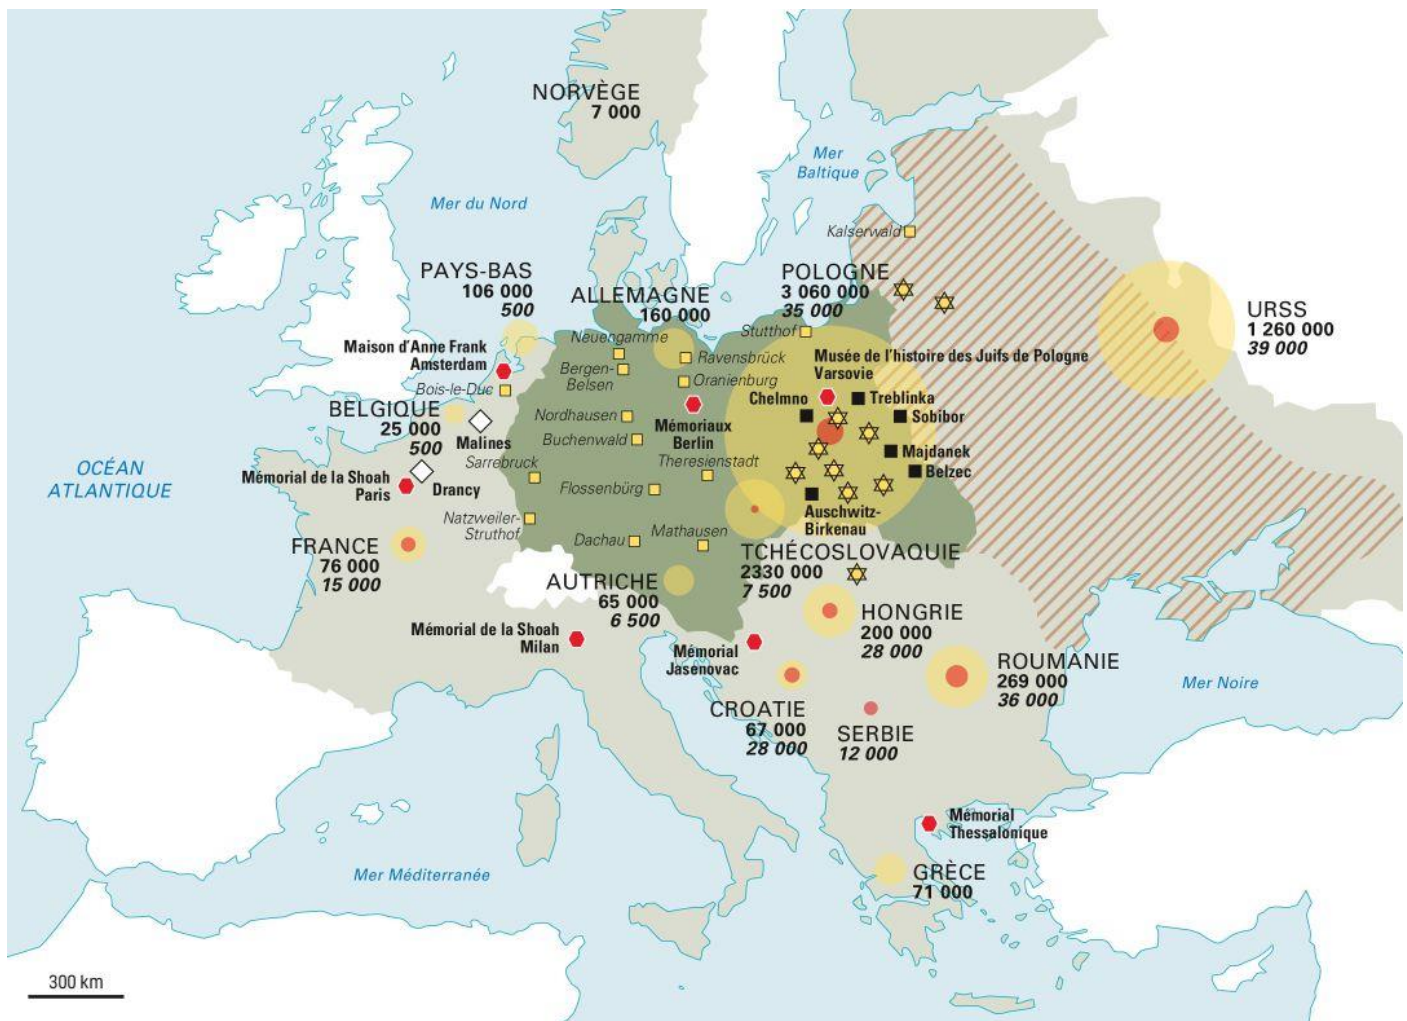 NORVÈGE
7 000
Mer
Baltique
Mer du Nord
Kalserwald
PAYS-BAS
106 000
500
ALLEMAGNE
160 000
POLOGNE
3 060 000
35 000
URSS
1 260 000
39 000
Maison d'Anne Frank
Amsterdam
Neuengamme
Stutthof
Ravensbrück
Musée de l'histoire des Juifs de Pologne
Varsovie
Bergen-
Belsen
Oranienburg
Bois-le-Duc
Chelmno
Treblinka
Sobibor
BELGIQUE
25 000
500
Malines
Nordhausen
Mémoriaux
Berlin
Buchenwald
Majdanek
Belzec
OCÉAN
ATLANTIQUE
Mémorial de la Shoah
Paris
Drancy
Sarrebruck
Theresienstadt
Flossenbürg
Auschwitz-
Birkenau
Natzweiler-
Struthof
Dachau
Mathausen
FRANCE
76 000
15 000
TCHÉCOSLOVAQUIE
2330 000
7 500
AUTRICHE
65 000
6 500
HONGRIE
200 000
28 000
Mémorial de la Shoah
Milan
Mémorial
Jasenovac
ROUMANIE
269 000
36 000
Mer Noire
CROATIE
67 000
28 000
SERBIE
12 000
Mémorial
Thessalonique
Mer Méditerranée
GRÈCE
71 000
300 km